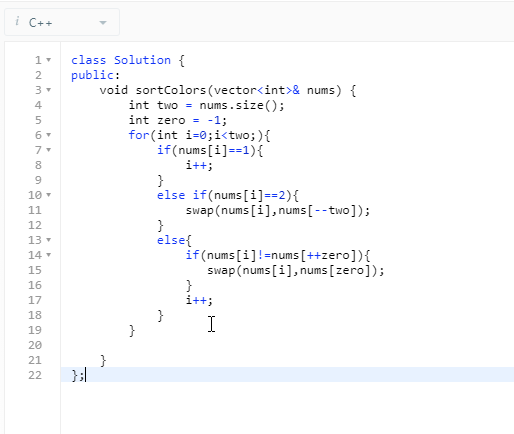 i C++
1 class Solution {
2 public:
3     void sortColors(vector<int>& nums) {
4         int two = nums.size();
5         int zero = -1;
6         for(int i=0;i<two;){
7             if(nums[i]==1){
8                 i++;
9             }
10             else if(nums[i]==2){
11                 swap(nums[i],nums[--two]);
12             }
13             else{
14                 if(nums[i]!=nums[++zero]){
15                    swap(nums[i],nums[zero]);
16                 }
17                 i++;
18             }
19         }
20
21     }
22 };